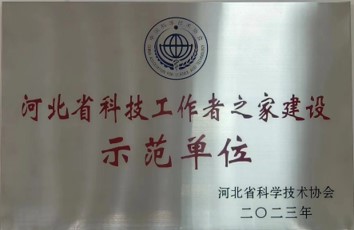 河北省科技工作者之家建设
示范单位
河北省科学技术协会
二〇二三年